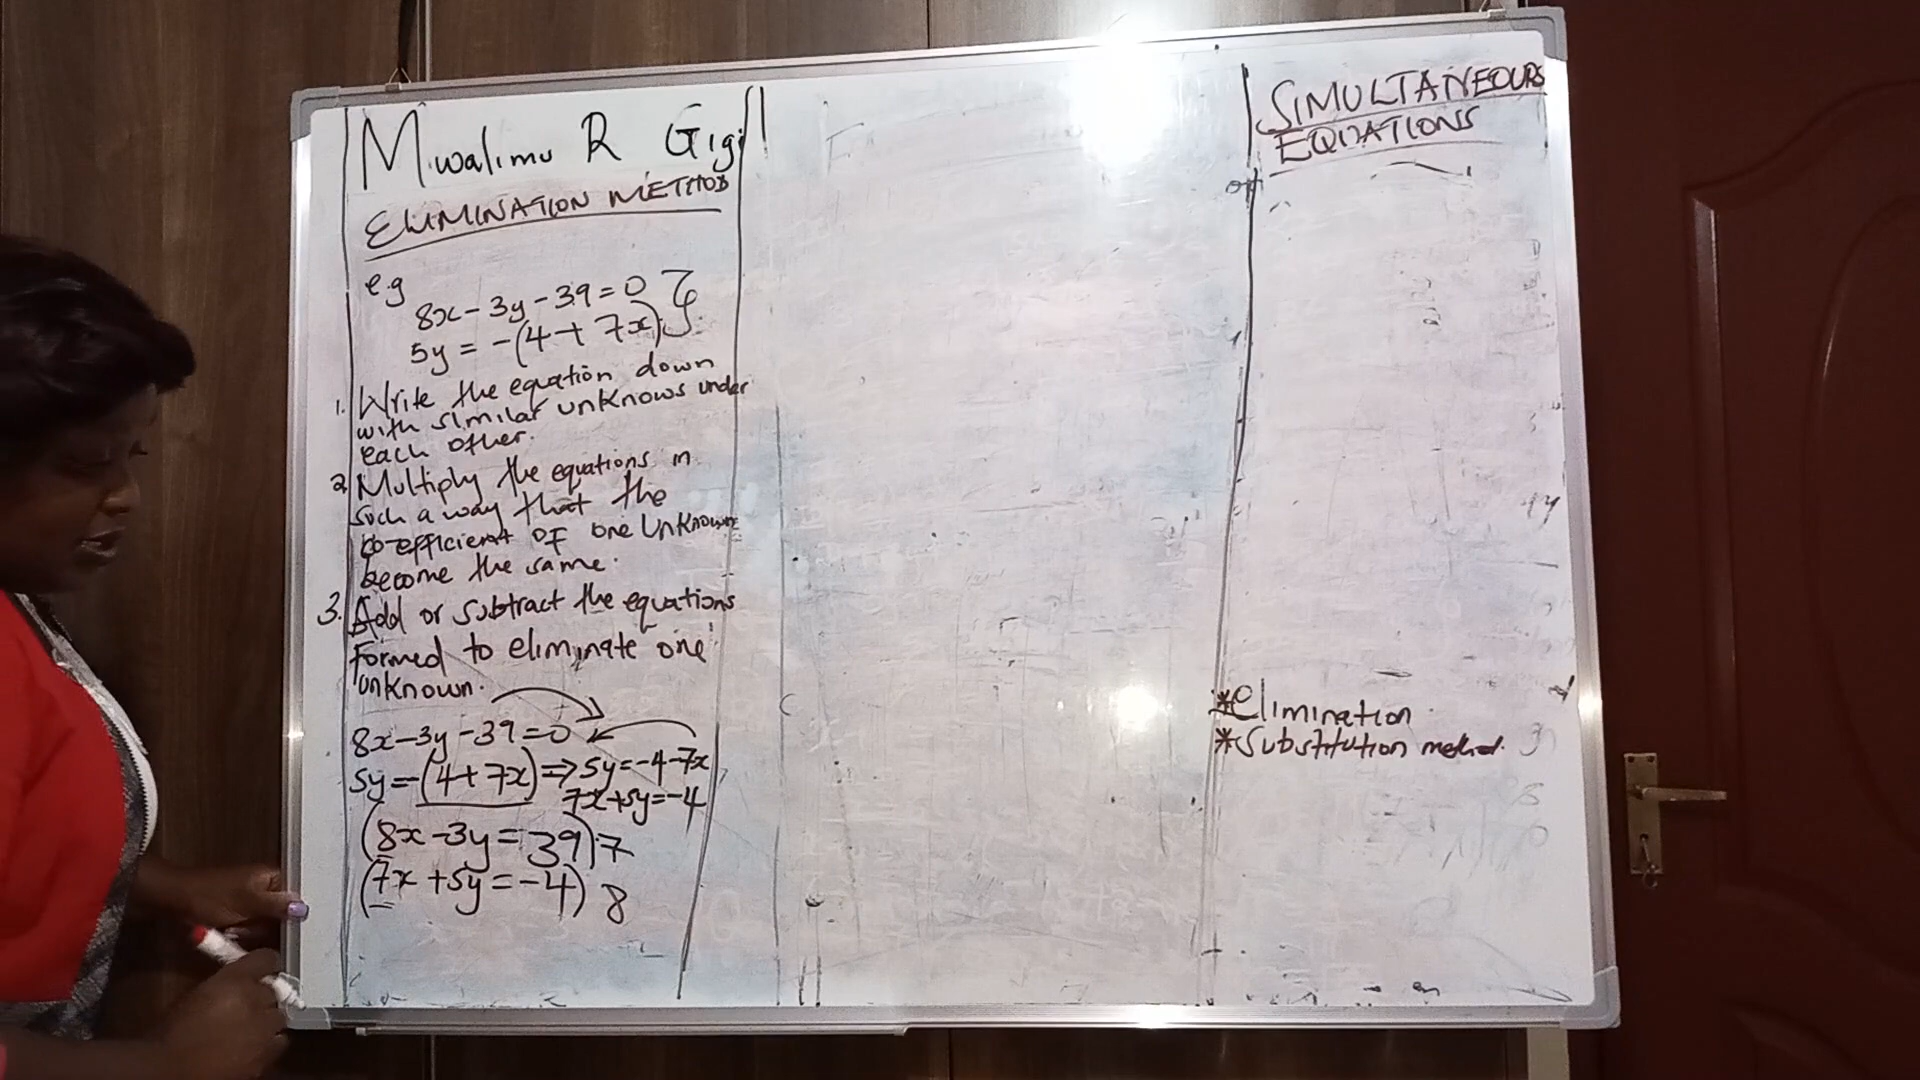 Mwalimu R Gigi
ELIMINATION METHOD
e.g
8x - 3y - 39 = 0
5y = -(4 + 7x)
1. Write the equation down
with similar unknows under
each other.
2. Multiply the equations in
such a way that the
co-efficient of one unknown
become the same.
3. Add or subtract the equations
formed to eliminate one
unknown.
8x - 3y - 39 = 0
5y = -(4 + 7x) ⇒ 5y = -4 - 7x
7x + 5y = -4
(8x - 3y = 39) 7
(7x + 5y = -4) 8
SIMULTANEOURS
EQUATIONS
*Elimination
*Substitution method.